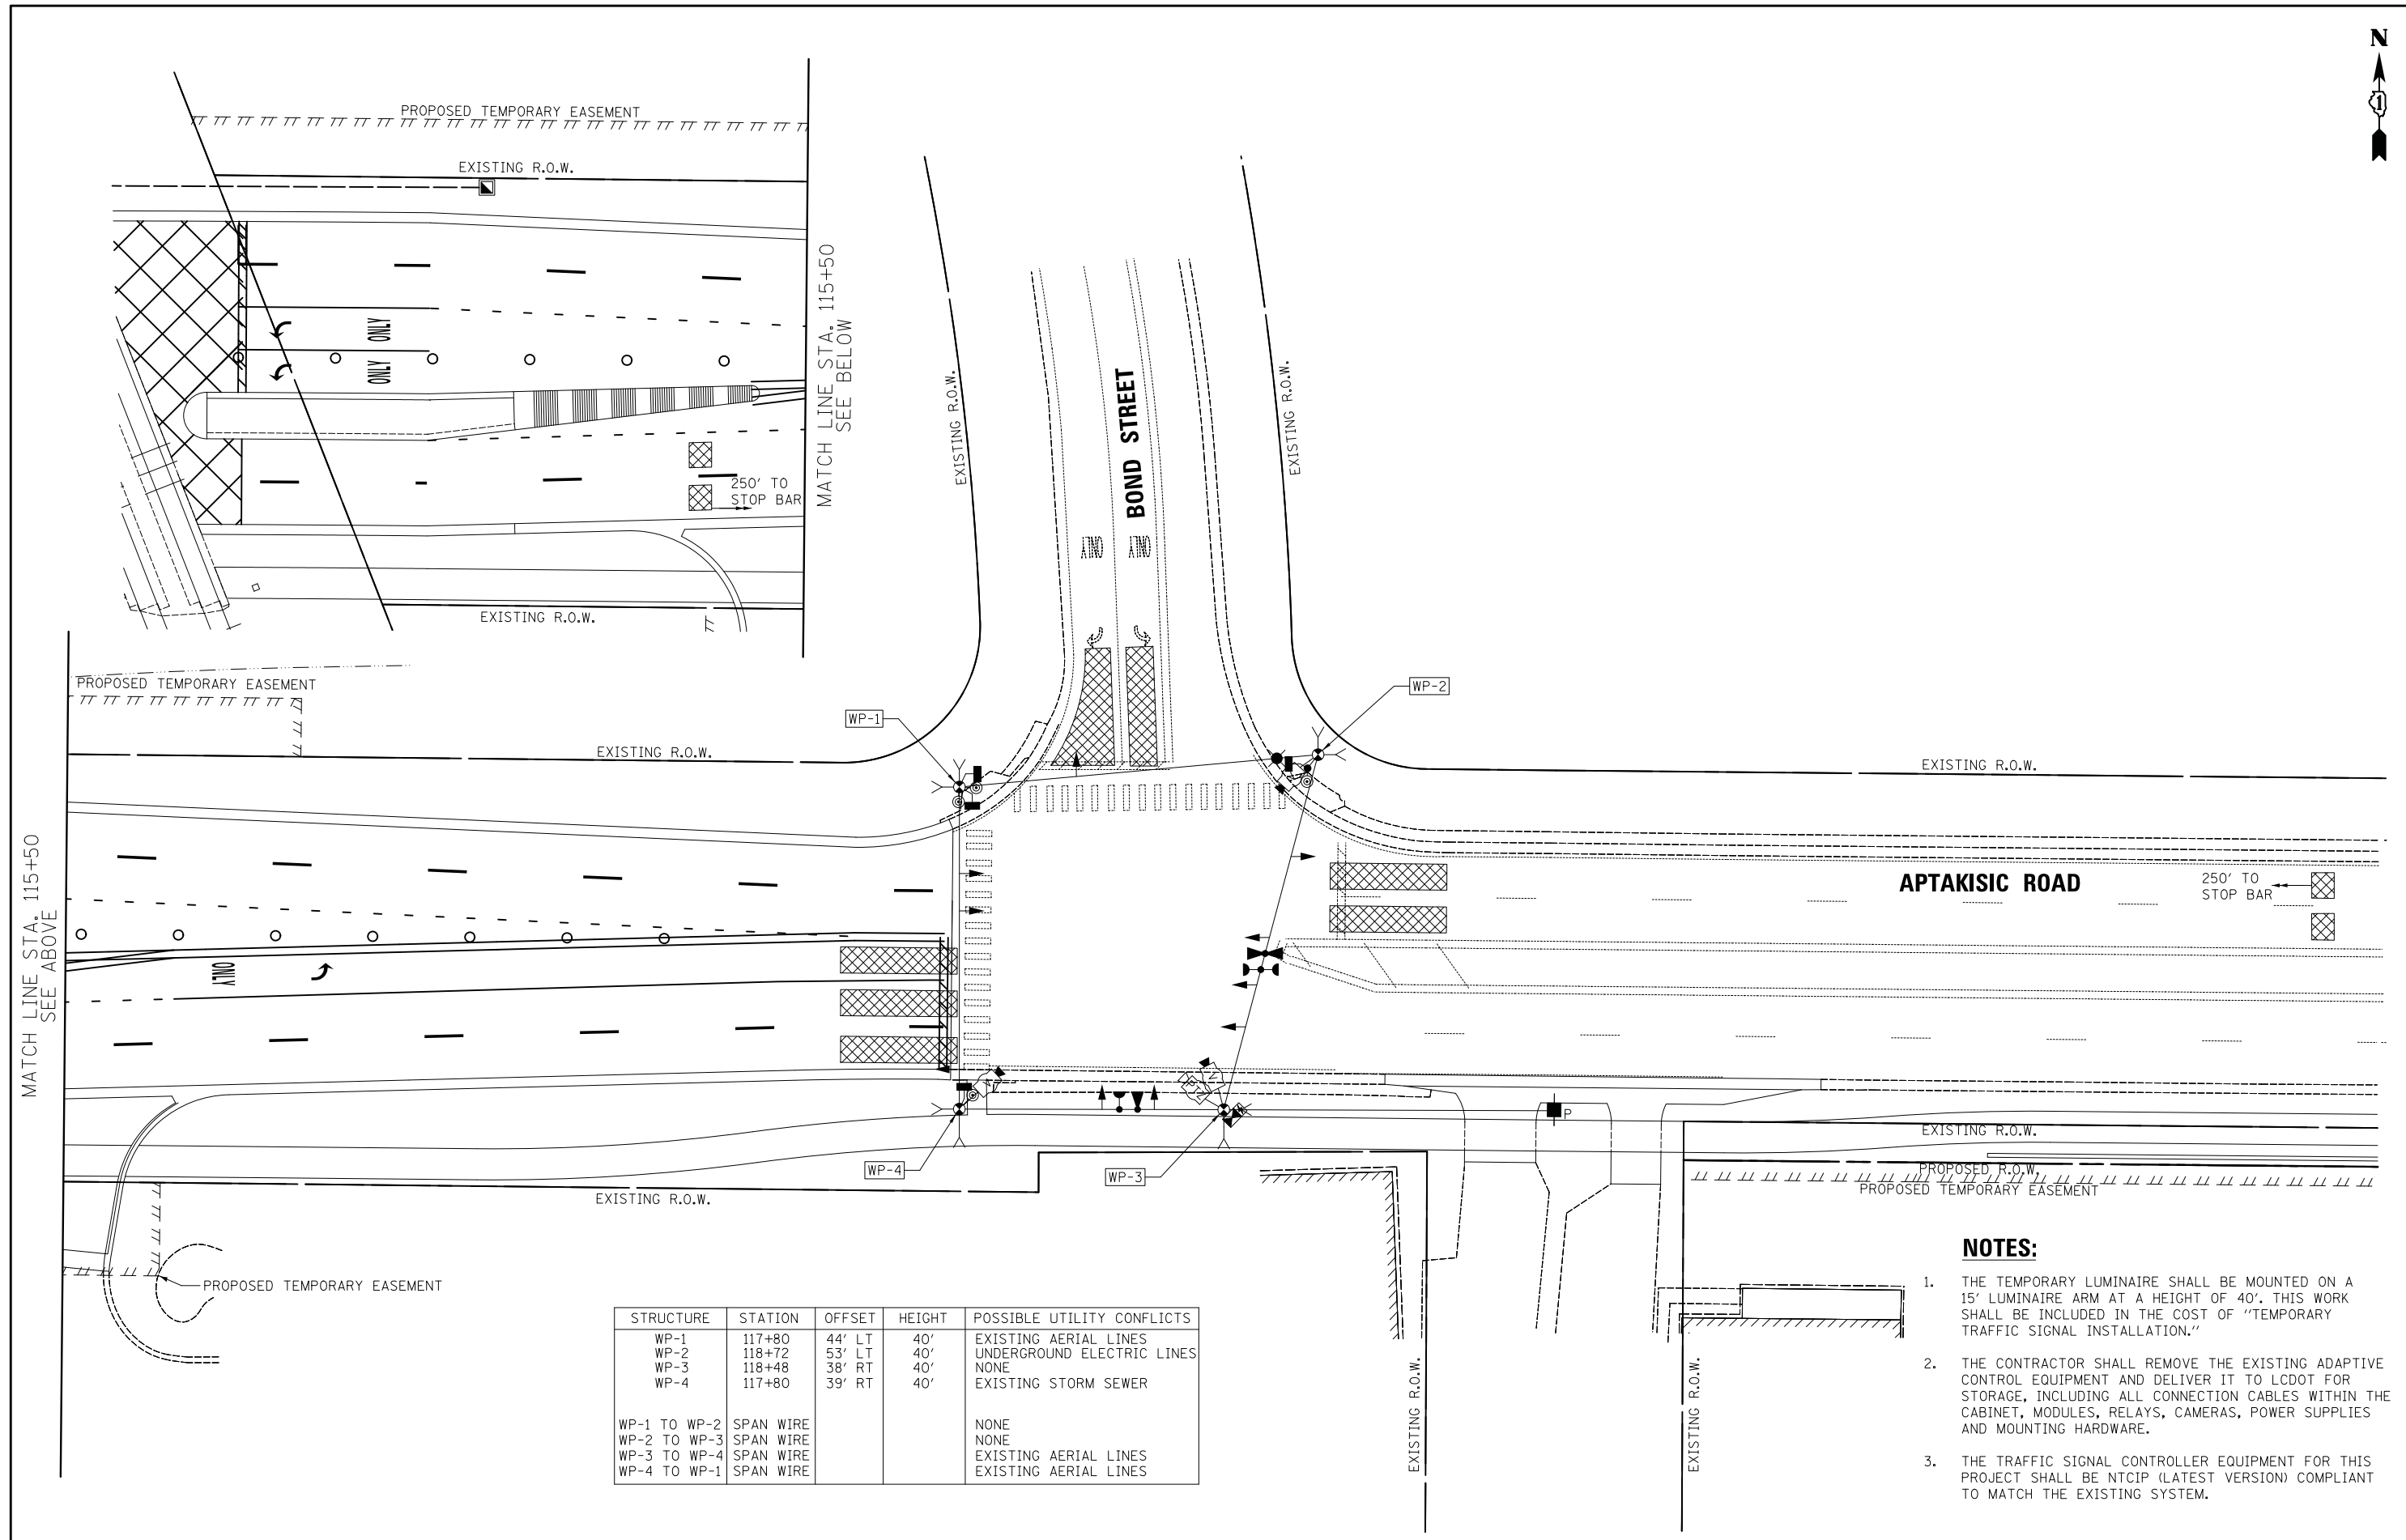 N
1
PROPOSED TEMPORARY EASEMENT
EXISTING R.O.W.
ONLY
ONLY
250' TO
STOP BAR
EXISTING R.O.W.
MATCH LINE STA. 115+50
SEE BELOW
EXISTING R.O.W.
BOND STREET
EXISTING R.O.W.
ONLY
ONLY
PROPOSED TEMPORARY EASEMENT
WP-1
WP-2
EXISTING R.O.W.
EXISTING R.O.W.
MATCH LINE STA. 115+50
SEE ABOVE
APTAKISIC ROAD
250' TO
STOP BAR
ONLY
P
WP-4
WP-3
EXISTING R.O.W.
EXISTING R.O.W.
PROPOSED R.O.W.
PROPOSED TEMPORARY EASEMENT
PROPOSED TEMPORARY EASEMENT
STRUCTURE STATION OFFSET HEIGHT POSSIBLE UTILITY CONFLICTS
WP-1 117+80 44' LT 40' EXISTING AERIAL LINES
WP-2 118+72 53' LT 40' UNDERGROUND ELECTRIC LINES
WP-3 118+48 38' RT 40' NONE
WP-4 117+80 39' RT 40' EXISTING STORM SEWER
WP-1 TO WP-2 SPAN WIRE NONE
WP-2 TO WP-3 SPAN WIRE NONE
WP-3 TO WP-4 SPAN WIRE EXISTING AERIAL LINES
WP-4 TO WP-1 SPAN WIRE EXISTING AERIAL LINES
EXISTING R.O.W.
EXISTING R.O.W.
NOTES:
1. THE TEMPORARY LUMINAIRE SHALL BE MOUNTED ON A
15' LUMINAIRE ARM AT A HEIGHT OF 40'. THIS WORK
SHALL BE INCLUDED IN THE COST OF "TEMPORARY
TRAFFIC SIGNAL INSTALLATION."
2. THE CONTRACTOR SHALL REMOVE THE EXISTING ADAPTIVE
CONTROL EQUIPMENT AND DELIVER IT TO LCDOT FOR
STORAGE, INCLUDING ALL CONNECTION CABLES WITHIN THE
CABINET, MODULES, RELAYS, CAMERAS, POWER SUPPLIES
AND MOUNTING HARDWARE.
3. THE TRAFFIC SIGNAL CONTROLLER EQUIPMENT FOR THIS
PROJECT SHALL BE NTCIP (LATEST VERSION) COMPLIANT
TO MATCH THE EXISTING SYSTEM.